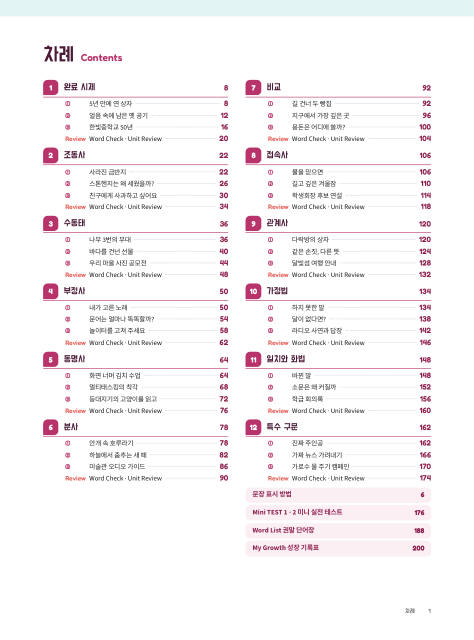 차례 Contents
1 완료 시제 8
① 5년 만에 연 상자 8
② 얼음 속에 남은 옛 공기 12
③ 한빛중학교 50년 16
Review Word Check · Unit Review 20
2 조동사 22
① 사라진 금반지 22
② 스톤헨지는 왜 세웠을까? 26
③ 친구에게 사과하고 싶어요 30
Review Word Check · Unit Review 34
3 수동태 36
① 나무 3번의 무대 36
② 바다를 건넌 선물 40
③ 우리 마을 사진 공모전 44
Review Word Check · Unit Review 48
4 부정사 50
① 내가 고른 노래 50
② 문어는 얼마나 똑똑할까? 54
③ 놀이터를 고쳐 주세요 58
Review Word Check · Unit Review 62
5 동명사 64
① 화면 너머 김치 수업 64
② 멀티태스킹의 착각 68
③ 등대지기의 고양이를 읽고 72
Review Word Check · Unit Review 76
6 분사 78
① 안개 속 호루라기 78
② 하늘에서 춤추는 새 떼 82
③ 미술관 오디오 가이드 86
Review Word Check · Unit Review 90
7 비교 92
① 길 건너 두 빵집 92
② 지구에서 가장 깊은 곳 96
③ 용돈은 어디에 쓸까? 100
Review Word Check · Unit Review 104
8 접속사 106
① 물을 믿으면 106
② 길고 깊은 겨울잠 110
③ 학생회장 후보 연설 114
Review Word Check · Unit Review 118
9 관계사 120
① 다락방의 상자 120
② 같은 손짓, 다른 뜻 124
③ 달빛섬 여행 안내 128
Review Word Check · Unit Review 132
10 가정법 134
① 하지 못한 말 134
② 달이 없다면? 138
③ 라디오 사연과 답장 142
Review Word Check · Unit Review 146
11 일치와 화법 148
① 바뀐 말 148
② 소문은 왜 커질까 152
③ 학급 회의록 156
Review Word Check · Unit Review 160
12 특수 구문 162
① 진짜 주인공 162
② 가짜 뉴스 가려내기 166
③ 가로수 물 주기 캠페인 170
Review Word Check · Unit Review 174
문장 표시 방법 6
Mini TEST 1 - 2 미니 실전 테스트 176
Word List 권말 단어장 188
My Growth 성장 기록표 200
차례 1